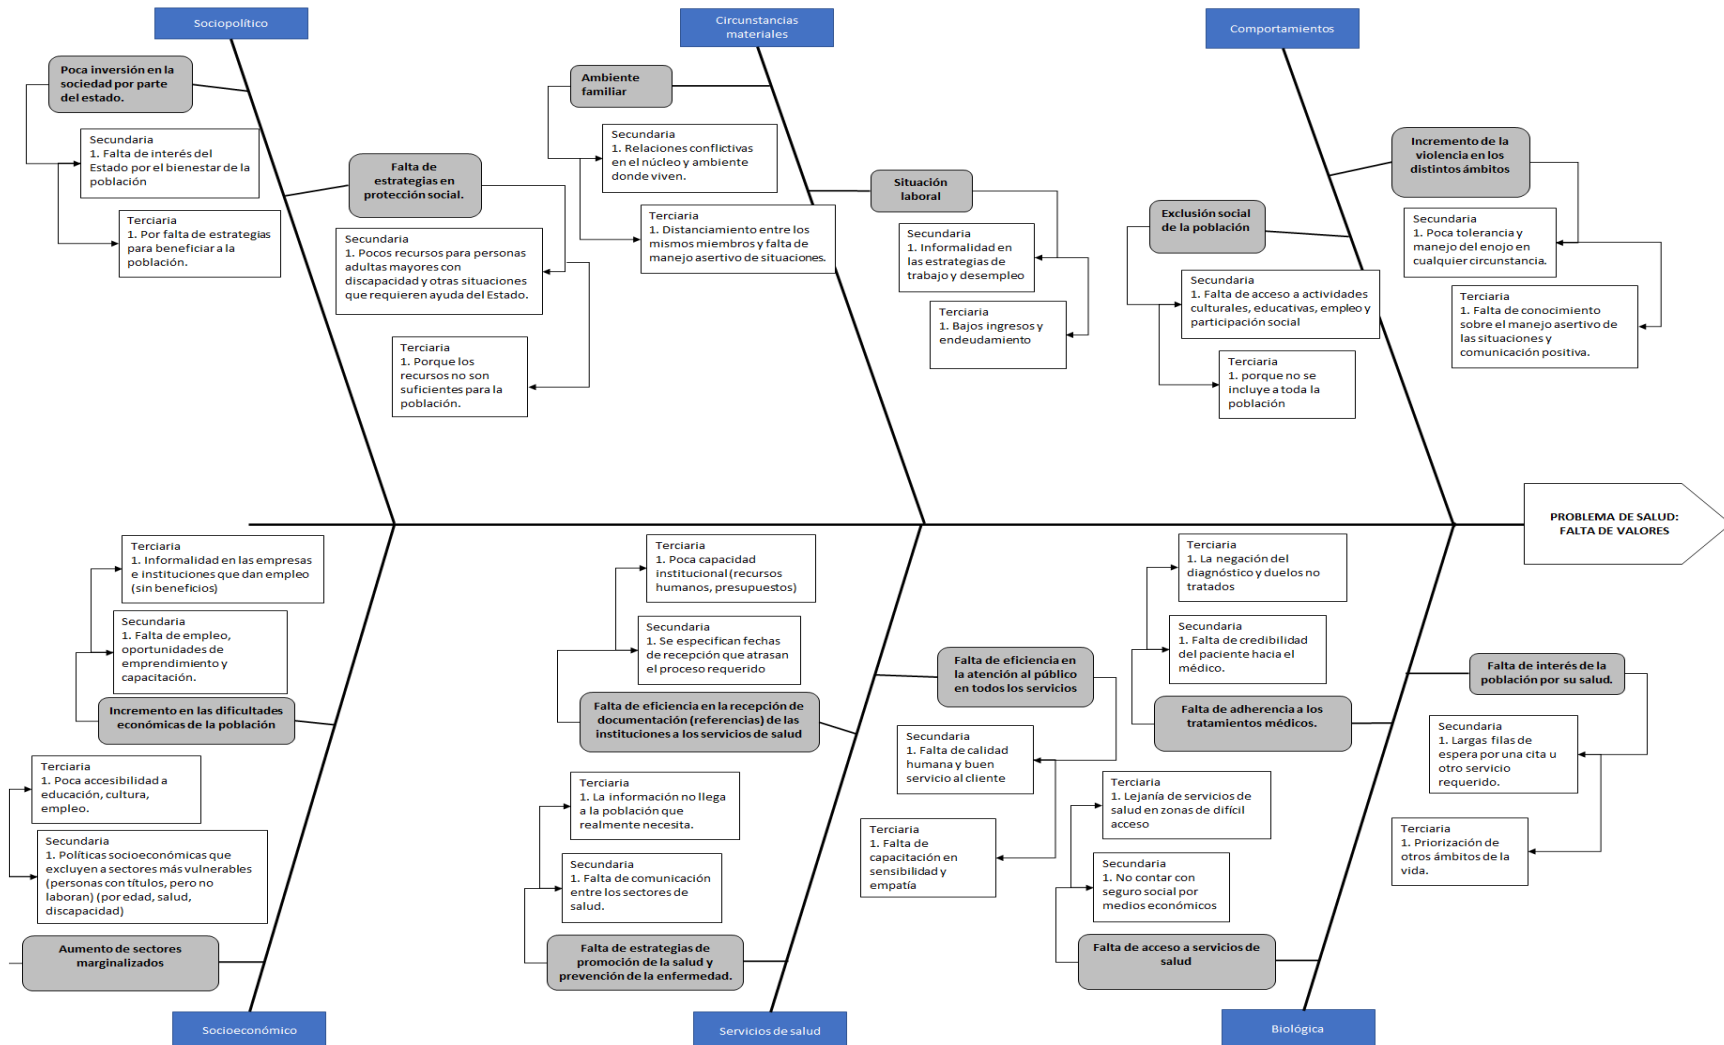 Sociopolítico
Circunstancias
materiales
Comportamientos
Poca inversión en la
sociedad por parte
del estado.
Secundaria
1. Falta de interés del
Estado por el bienestar de la
población
Terciaria
1. Por falta de estrategias
para beneficiar a la
población.
Falta de
estrategias en
protección social.
Secundaria
1. Pocos recursos para personas
adultas mayores con
discapacidad y otras situaciones
que requieren ayuda del Estado.
Terciaria
1. Porque los
recursos no son
suficientes para la
población.
Ambiente
familiar
Secundaria
1. Relaciones conflictivas
en el núcleo y ambiente
donde viven.
Terciaria
1. Distanciamiento entre los
mismos miembros y falta de
manejo asertivo de situaciones.
Situación
laboral
Secundaria
1. Informalidad en
las estrategias de
trabajo y desempleo
Terciaria
1. Bajos ingresos y
endeudamiento
Exclusión social
de la población
Secundaria
1. Falta de acceso a actividades
culturales, educativas, empleo y
participación social
Terciaria
1. porque no se
incluye a toda la
población
Incremento de la
violencia en los
distintos ámbitos
Secundaria
1. Poca tolerancia y
manejo del enojo en
cualquier circunstancia.
Terciaria
1. Falta de conocimiento
sobre el manejo asertivo de
las situaciones y
comunicación positiva.
PROBLEMA DE SALUD:
FALTA DE VALORES
Terciaria
1. Informalidad en las empresas
e instituciones que dan empleo
(sin beneficios)
Secundaria
1. Falta de empleo,
oportunidades de
emprendimiento y
capacitación.
Incremento en las dificultades
económicas de la población
Terciaria
1. Poca accesibilidad a
educación, cultura,
empleo.
Secundaria
1. Políticas socioeconómicas que
excluyen a sectores más vulnerables
(personas con títulos, pero no
laboran) (por edad, salud,
discapacidad)
Aumento de sectores
marginalizados
Terciaria
1. Poca capacidad
institucional (recursos
humanos, presupuestos)
Secundaria
1. Se especifican fechas
de recepción que atrasan
el proceso requerido
Falta de eficiencia en la recepción de
documentación (referencias) de las
instituciones a los servicios de salud
Terciaria
1. La información no llega
a la población que
realmente necesita.
Secundaria
1. Falta de comunicación
entre los sectores de
salud.
Falta de estrategias de
promoción de la salud y
prevención de la enfermedad.
Falta de eficiencia en
la atención al público
en todos los servicios
Secundaria
1. Falta de calidad
humana y buen
servicio al cliente
Terciaria
1. Falta de
capacitación en
sensibilidad y
empatía
Terciaria
1. La negación del
diagnóstico y duelos no
tratados
Secundaria
1. Falta de credibilidad
del paciente hacia el
médico.
Falta de adherencia a los
tratamientos médicos.
Terciaria
1. Lejanía de servicios de
salud en zonas de difícil
acceso
Secundaria
1. No contar con
seguro social por
medios económicos
Falta de acceso a servicios de
salud
Falta de interés de la
población por su salud.
Secundaria
1. Largas filas de
espera por una cita u
otro servicio
requerido.
Terciaria
1. Priorización de
otros ámbitos de la
vida.
Socioeconómico
Servicios de salud
Biológica